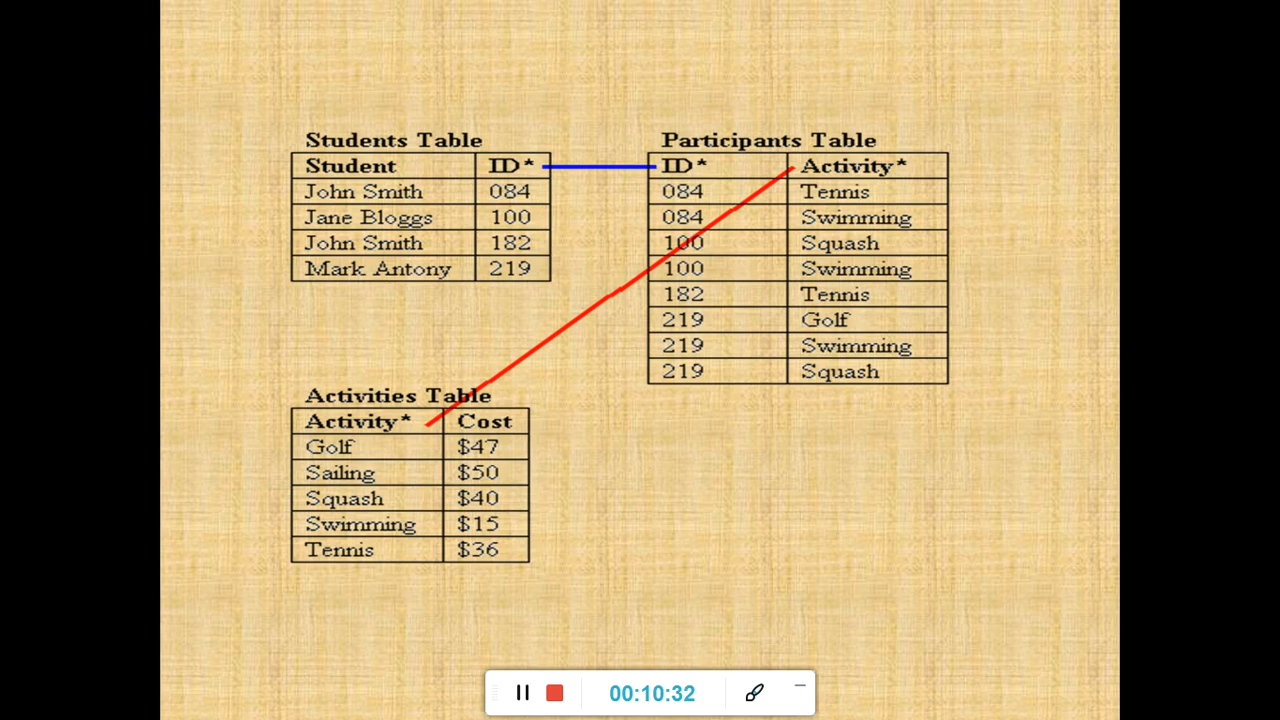 Students Table
Student ID*
John Smith 084
Jane Bloggs 100
John Smith 182
Mark Antony 219
Participants Table
ID* Activity*
084 Tennis
084 Swimming
100 Squash
100 Swimming
182 Tennis
219 Golf
219 Swimming
219 Squash
Activities Table
Activity* Cost
Golf $47
Sailing $50
Squash $40
Swimming $15
Tennis $36
00:10:32